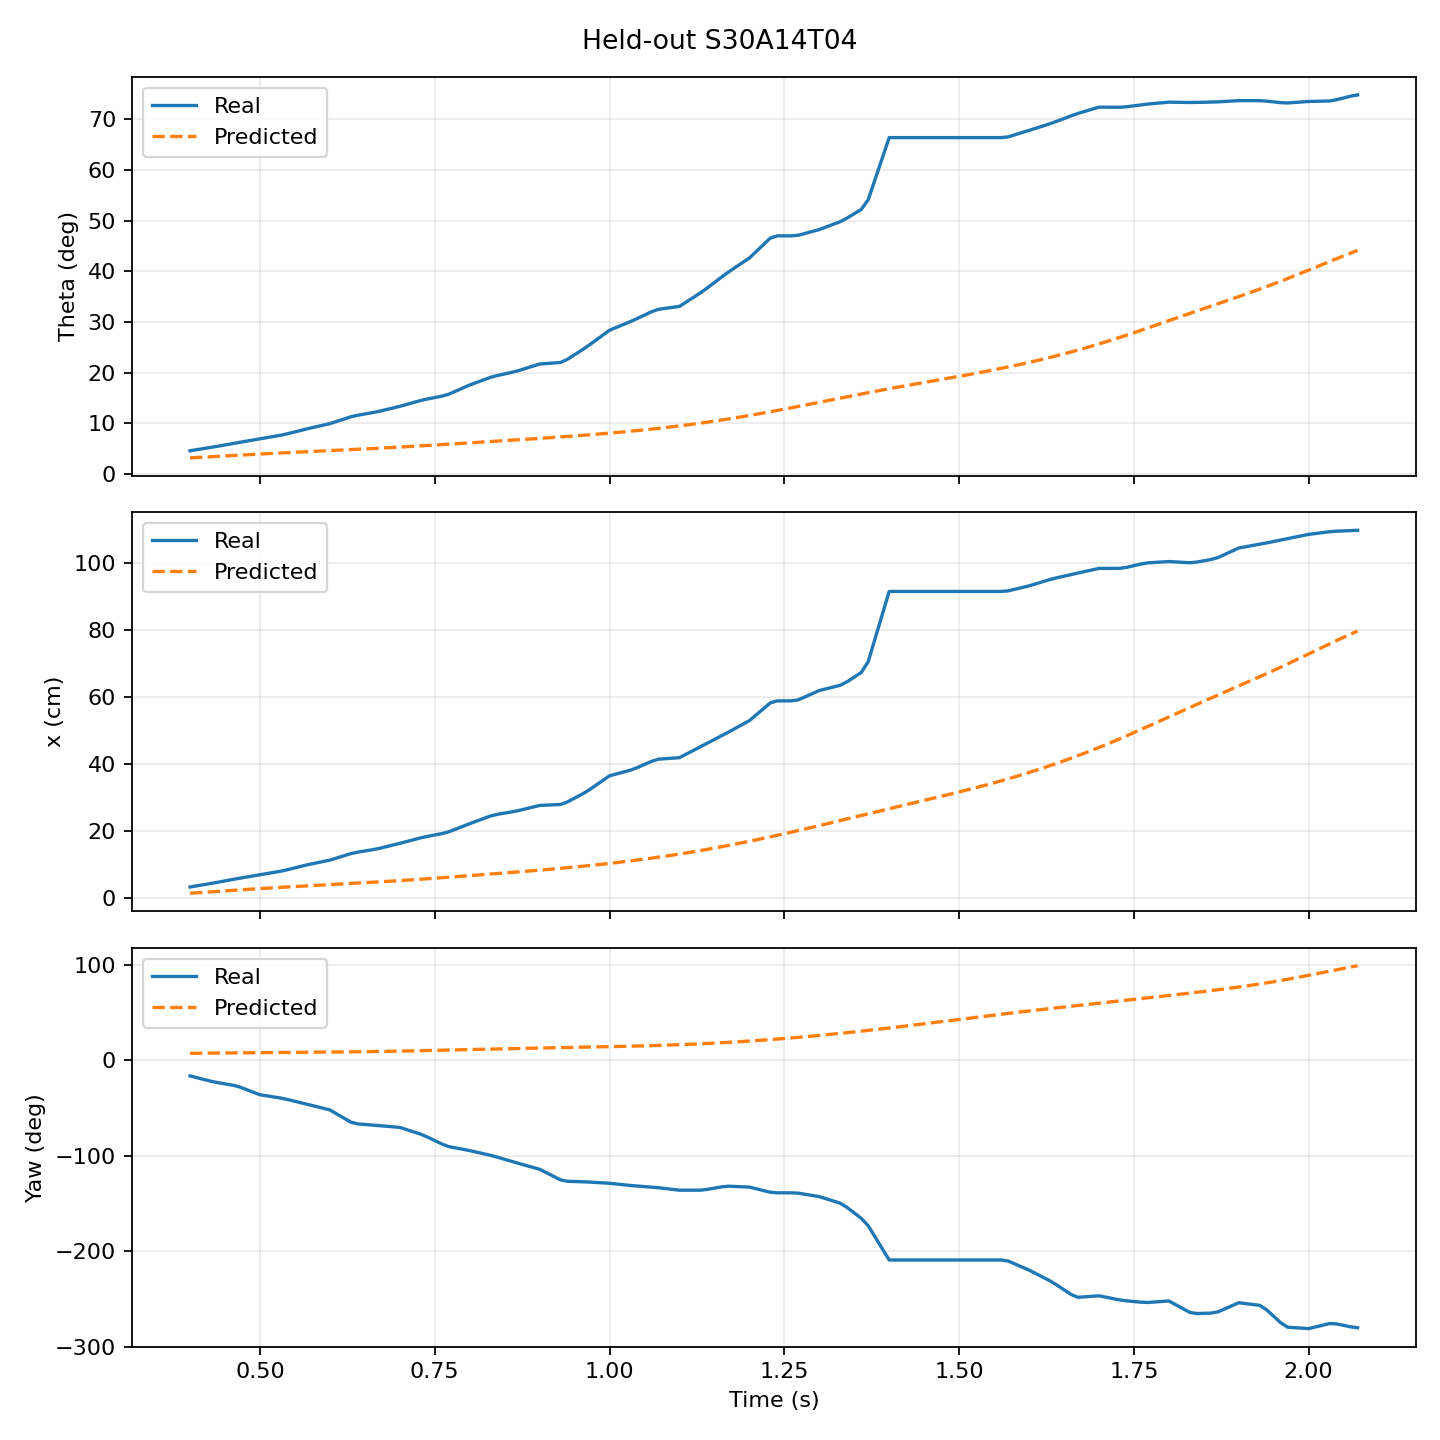 Held-out S30A14T04
Real
Predicted
Theta (deg)
70
60
50
40
30
20
10
0
Real
Predicted
x (cm)
100
80
60
40
20
0
Real
Predicted
Yaw (deg)
100
0
−100
−200
−300
0.50 0.75 1.00 1.25 1.50 1.75 2.00
Time (s)